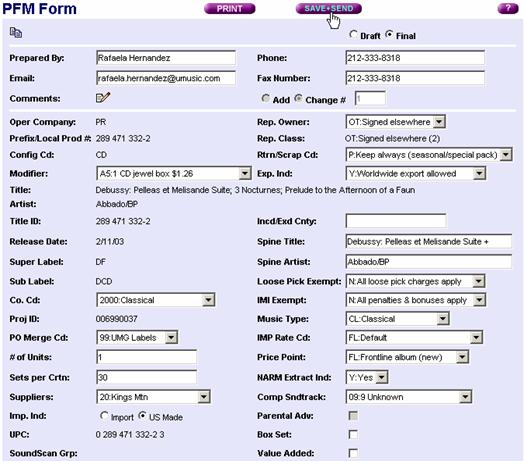 PFM Form PRINT SAVE+SEND ?
Draft Final
Prepared By: Rafaela Hernandez Phone: 212-333-8318
Email: rafaela.hernandez@umusic.com Fax Number: 212-333-8318
Comments: Add Change # 1
Oper Company: PR Rep. Owner: OT:Signed elsewhere
Prefix/Local Prod #: 289 471 332-2 Rep. Class: OT:Signed elsewhere (2)
Config Cd: CD Rtrn/Scrap Cd: P:Keep always (seasonal/special pack)
Modifier: A5:1 CD jewel box $1.26 Exp. Ind: Y:Worldwide export allowed
Title: Debussy: Pelleas et Melisande Suite; 3 Nocturnes; Prelude to the Afternoon of a Faun
Artist: Abbado/BP
Title ID: 289 471 332-2 Incd/Exd Cnty:
Release Date: 2/11/03 Spine Title: Debussy: Pelleas et Melisande Suite +
Super Label: DF Spine Artist: Abbado/BP
Sub Label: DCD Loose Pick Exempt: N:All loose pick charges apply
Co. Cd: 2000:Classical IMI Exempt: N:All penalties & bonuses apply
Proj ID: 006990037 Music Type: CL:Classical
PO Merge Cd: 99:UMG Labels IMP Rate Cd: FL:Default
# of Units: 1 Price Point: FL:Frontline album (new)
Sets per Crtn: 30 NARM Extract Ind: Y:Yes
Suppliers: 20:Kings Mtn Comp Sndtrack: 09:9 Unknown
Imp. Ind: Import US Made Parental Adv:
UPC: 0 289 471 332-2 3 Box Set:
SoundScan Grp: Value Added: